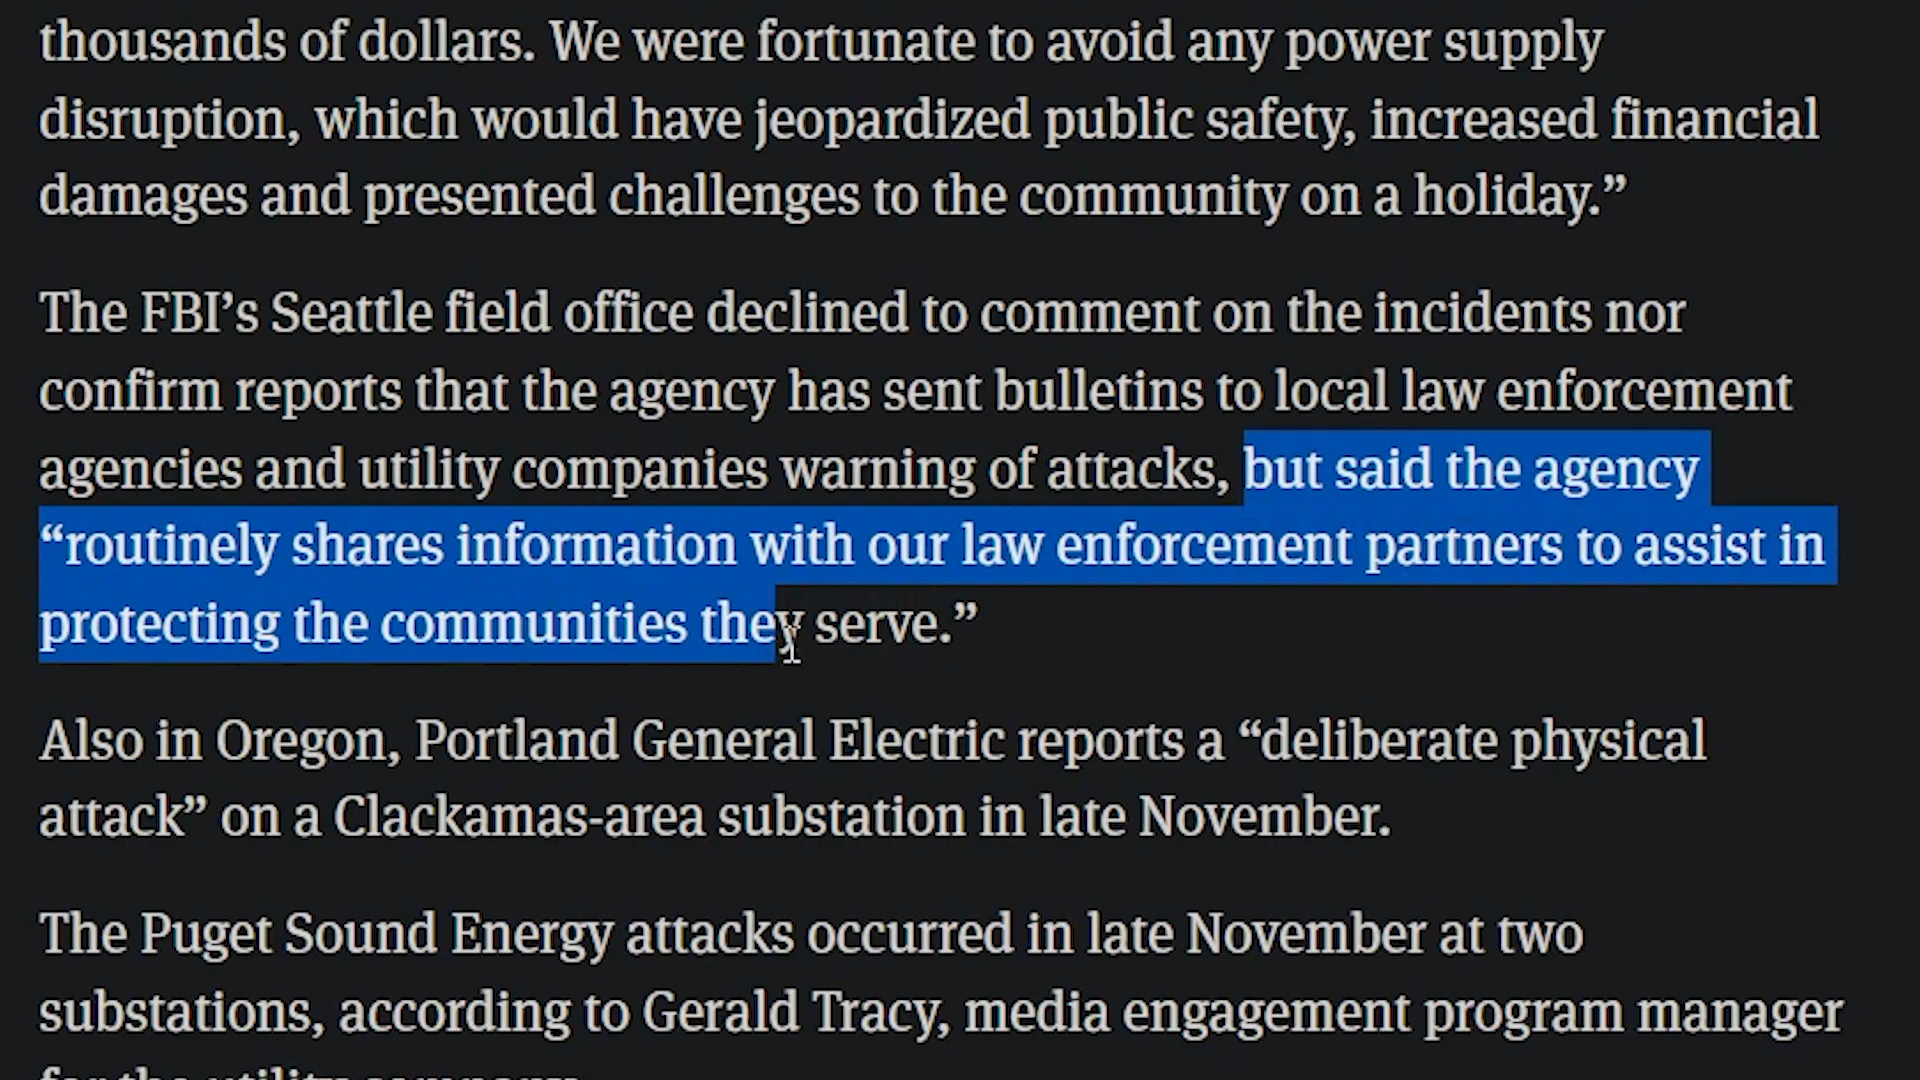 thousands of dollars. We were fortunate to avoid any power supply
disruption, which would have jeopardized public safety, increased financial
damages and presented challenges to the community on a holiday.”
The FBI’s Seattle field office declined to comment on the incidents nor
confirm reports that the agency has sent bulletins to local law enforcement
agencies and utility companies warning of attacks, but said the agency
“routinely shares information with our law enforcement partners to assist in
protecting the communities they serve.”
Also in Oregon, Portland General Electric reports a “deliberate physical
attack” on a Clackamas-area substation in late November.
The Puget Sound Energy attacks occurred in late November at two
substations, according to Gerald Tracy, media engagement program manager
for the utility company.